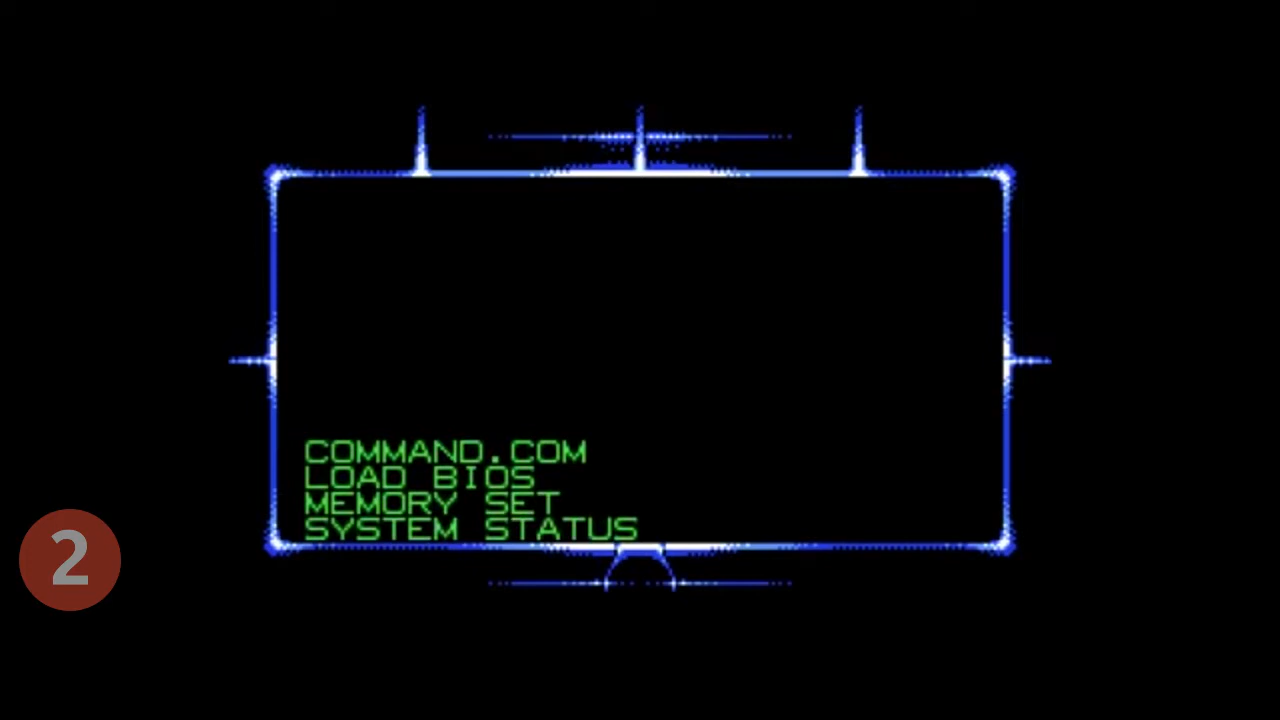 COMMAND.COM
LOAD BIOS
MEMORY SET
SYSTEM STATUS
2